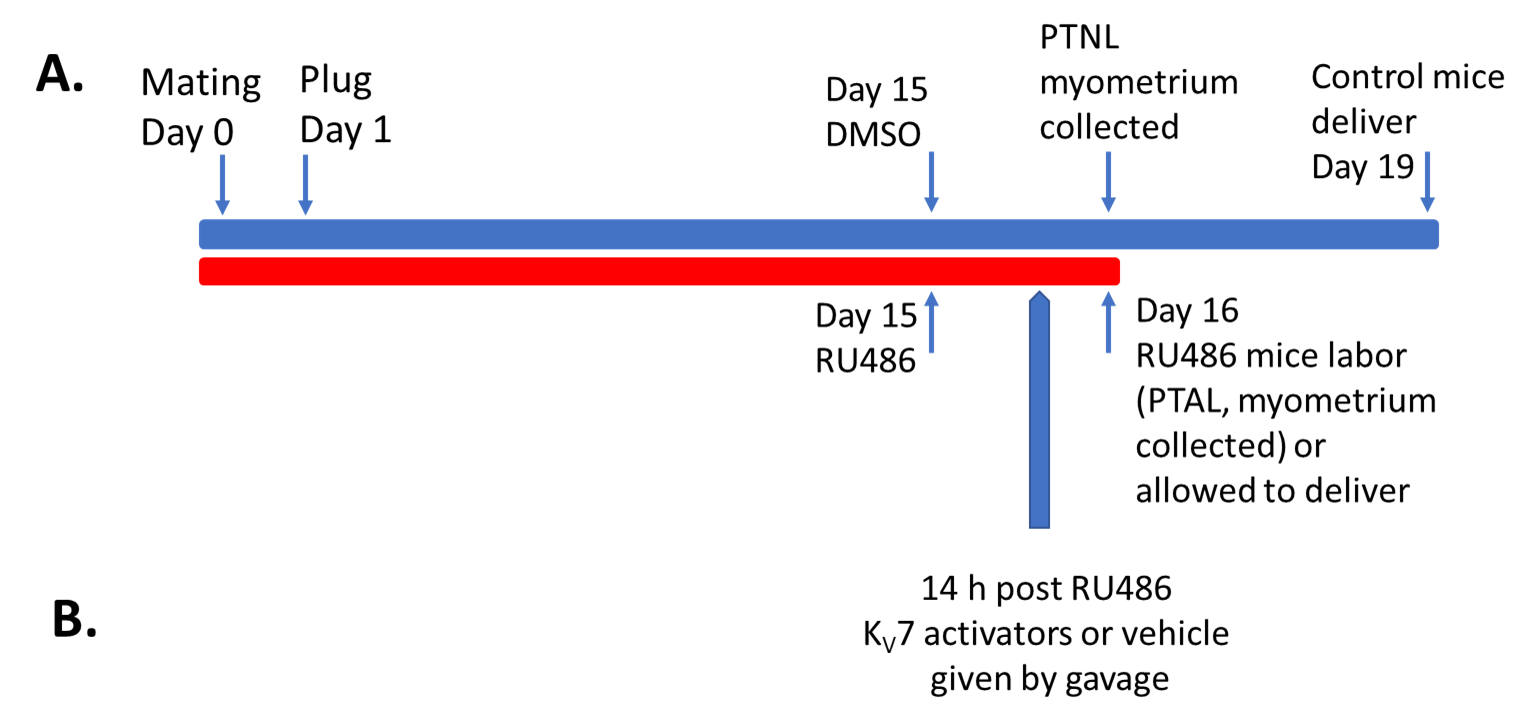 A.
Mating
Day 0
Plug
Day 1
Day 15
DMSO
PTNL
myometrium
collected
Control mice
deliver
Day 19
Day 15
RU486
Day 16
RU486 mice labor
(PTAL, myometrium
collected) or
allowed to deliver
B.
14 h post RU486
KV7 activators or vehicle
given by gavage